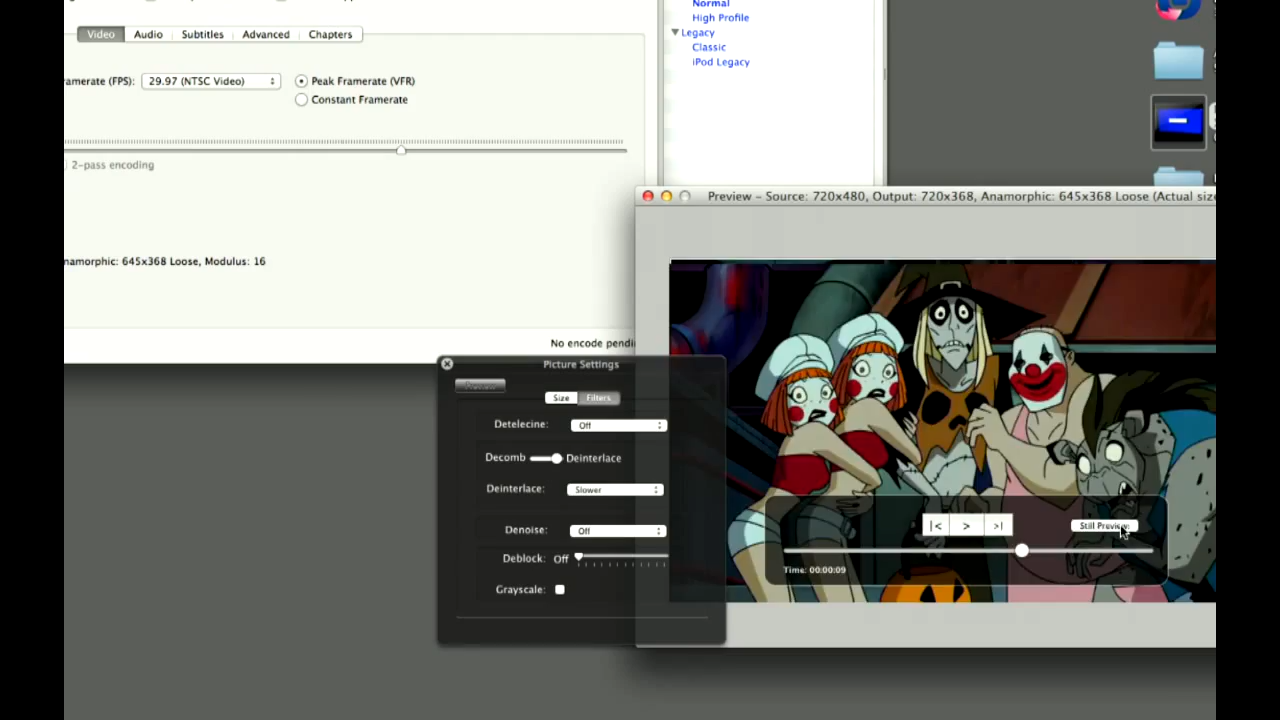 Normal
High Profile
Legacy
Classic
iPod Legacy
Video Audio Subtitles Advanced Chapters
amerate (FPS): 29.97 (NTSC Video) Peak Framerate (VFR)
Constant Framerate
2-pass encoding
namorphic: 645x368 Loose, Modulus: 16
No encode pendi
Preview - Source: 720x480, Output: 720x368, Anamorphic: 645x368 Loose (Actual size
Picture Settings
Size Filters
Detelecine: Off
Decomb Deinterlace
Deinterlace: Slower
Denoise: Off
Deblock: Off
Grayscale:
|< > >| Still Preview
Time: 00:00:09